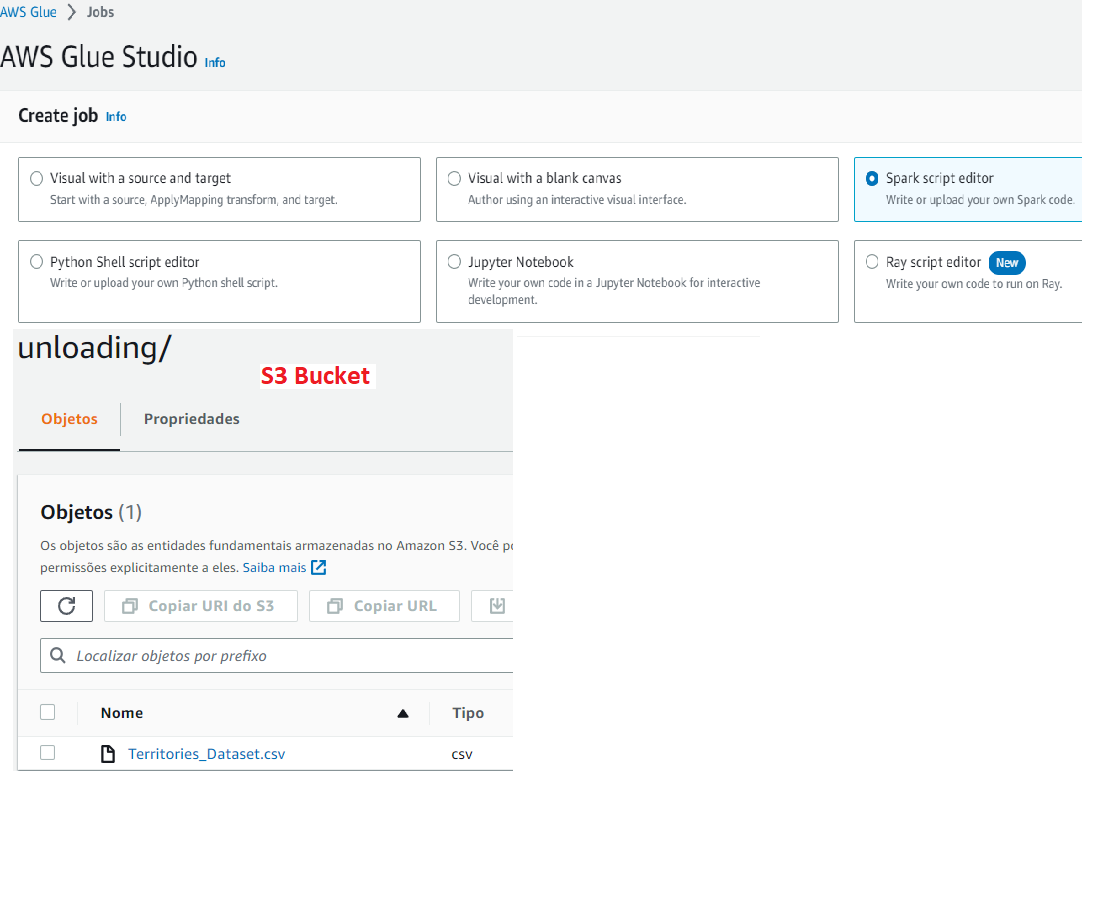 AWS Glue > Jobs
AWS Glue Studio Info
Create job Info
Visual with a source and target
Start with a source, ApplyMapping transform, and target.
Visual with a blank canvas
Author using an interactive visual interface.
Spark script editor
Write or upload your own Spark code.
Python Shell script editor
Write or upload your own Python shell script.
Jupyter Notebook
Write your own code in a Jupyter Notebook for interactive
development.
Ray script editor New
Write your own code to run on Ray.
unloading/
S3 Bucket
Objetos Propriedades
Objetos (1)
Os objetos são as entidades fundamentais armazenadas no Amazon S3. Você
permissões explicitamente a eles. Saiba mais
Copiar URI do S3 Copiar URL
Localizar objetos por prefixo
Nome Tipo
Territories_Dataset.csv csv